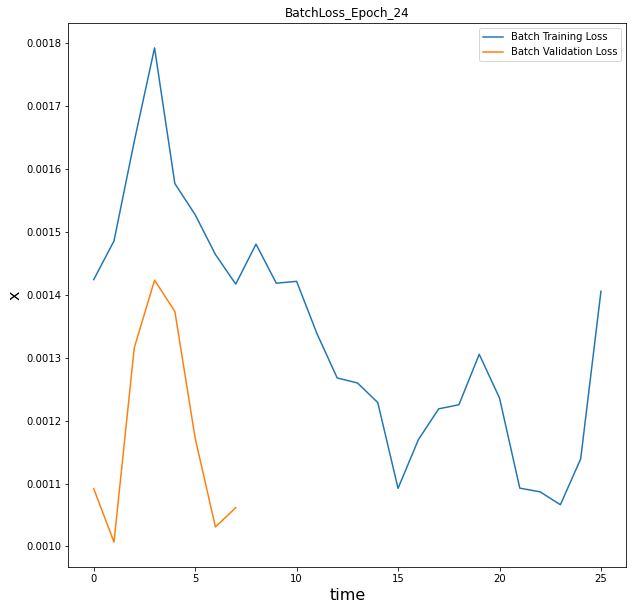 BatchLoss_Epoch_24
Batch Training Loss
Batch Validation Loss
0.0018
0.0017
0.0016
0.0015
0.0014
0.0013
0.0012
0.0011
0.0010
x
0 5 10 15 20 25
time